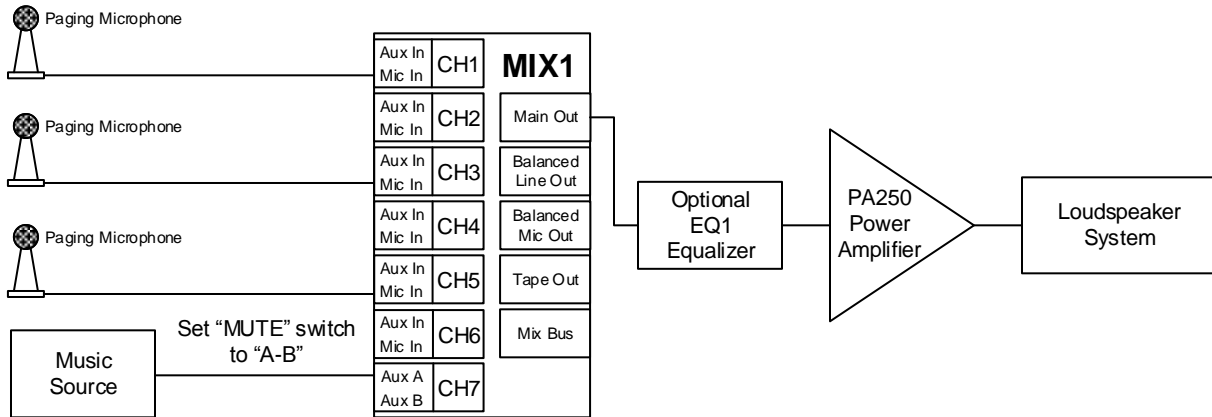 Paging Microphone
Paging Microphone
Paging Microphone
Music
Source
Set “MUTE” switch
to “A-B”
MIX1
Aux In
Mic In
CH1
Aux In
Mic In
CH2
Aux In
Mic In
CH3
Aux In
Mic In
CH4
Aux In
Mic In
CH5
Aux In
Mic In
CH6
Aux A
Aux B
CH7
Main Out
Balanced
Line Out
Balanced
Mic Out
Tape Out
Mix Bus
Optional
EQ1
Equalizer
PA250
Power
Amplifier
Loudspeaker
System